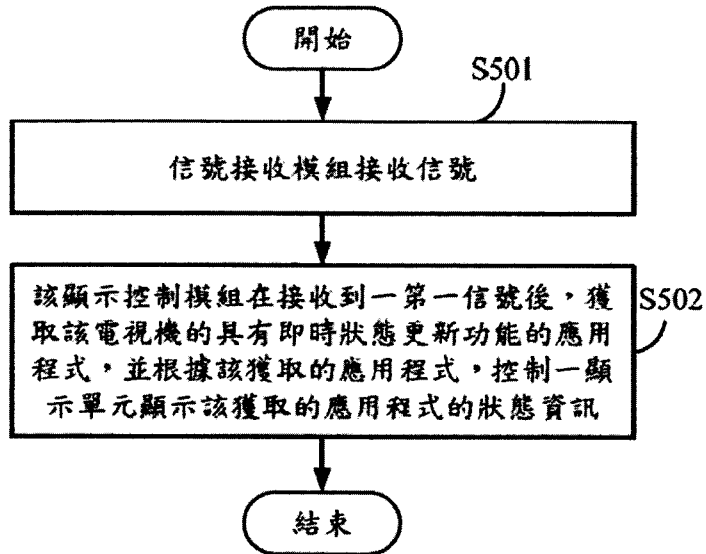 開始
S501
信號接收模組接收信號
該顯示控制模組在接收到一第一信號後，獲
取該電視機的具有即時狀態更新功能的應用
程式，並根據該獲取的應用程式，控制一顯
示單元顯示該獲取的應用程式的狀態資訊
S502
結束